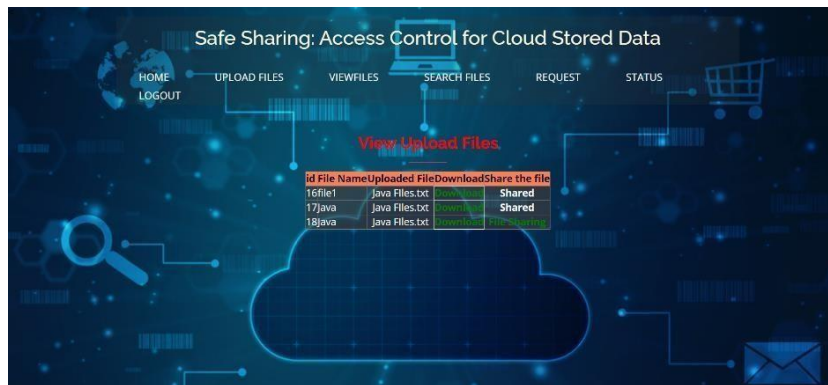 Safe Sharing: Access Control for Cloud Stored Data
HOME UPLOAD FILES VIEWFILES SEARCH FILES REQUEST STATUS
LOGOUT
View Upload Files
id File Name Uploaded File Download Share the file
16 file1 Java FIles.txt Download Shared
17 Java Java FIles.txt Download Shared
18 Java Java FIles.txt Download File Sharing